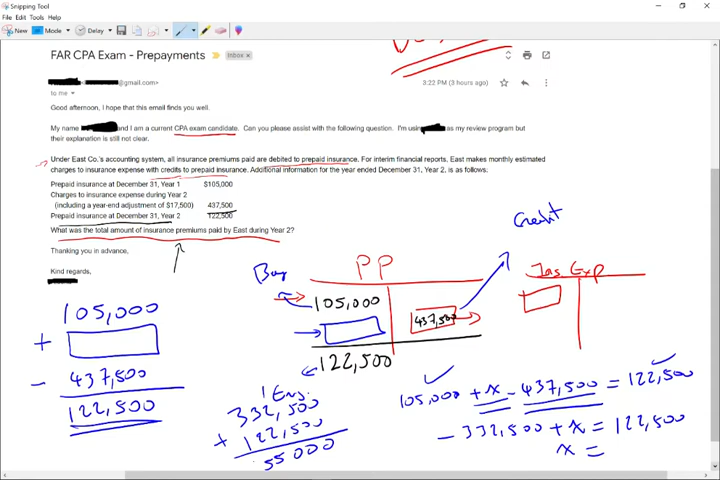 Snipping Tool
File Edit Tools Help
New Mode Delay Cancel
FAR CPA Exam - Prepayments Inbox ×
@gmail.com>
3:22 PM (3 hours ago)
to me
Good afternoon, I hope that this email finds you well.
My name and I am a current CPA exam candidate. Can you please assist with the following question. I'm using as my review program but
their explanation is still not clear.
Under East Co.'s accounting system, all insurance premiums paid are debited to prepaid insurance. For interim financial reports, East makes monthly estimated
charges to insurance expense with credits to prepaid insurance. Additional information for the year ended December 31, Year 2, is as follows:
Prepaid insurance at December 31, Year 1 $105,000
Charges to insurance expense during Year 2
(including a year-end adjustment of $17,500) 437,500
Prepaid insurance at December 31, Year 2 122,500
What was the total amount of insurance premiums paid by East during Year 2?
Thanking you in advance,
Kind regards,
Credit
PP
Ins Exp
105,000
437,500
122,500
105,000
+
- 437,500
122,500
332,500
+ 122,500
55000
105,000 + x - 437,500 = 122,500
- 332,500 + x = 122,500
x =